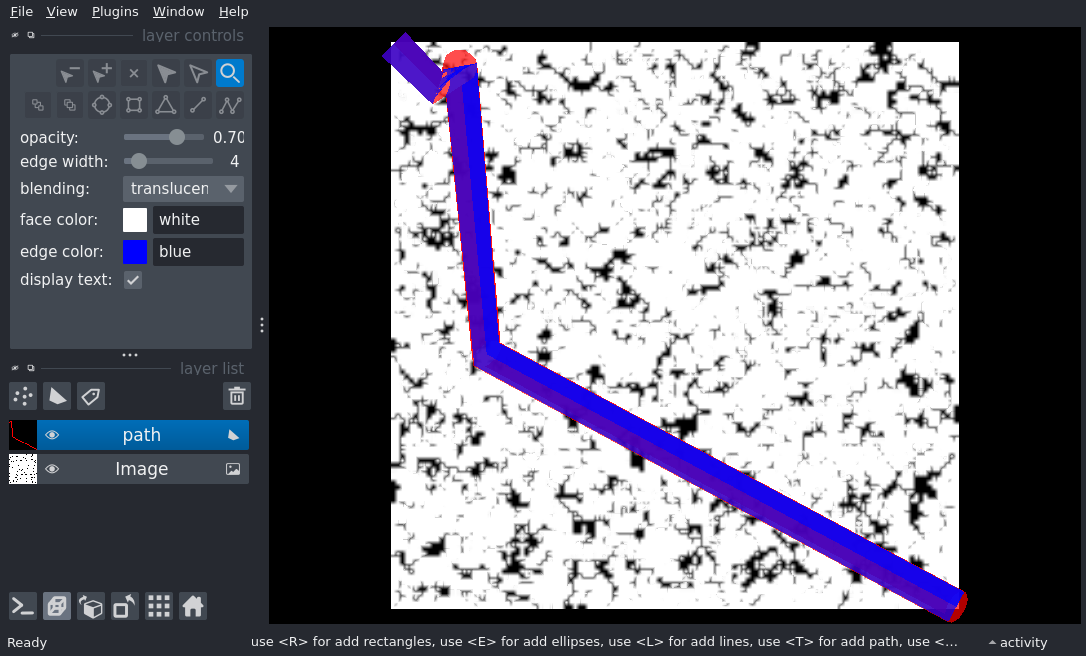 File View Plugins Window Help
layer controls
opacity: 0.70
edge width: 4
blending: translucen
face color: white
edge color: blue
display text:
layer list
path
Image
Ready use <R> for add rectangles, use <E> for add ellipses, use <L> for add lines, use <T> for add path, use <... activity